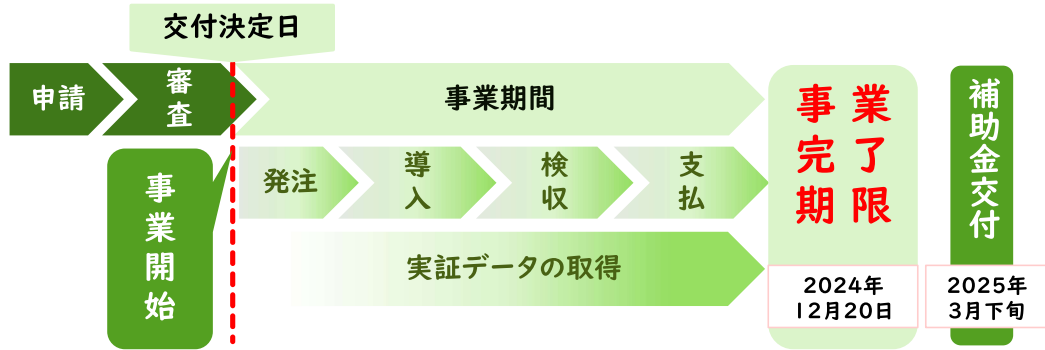 交付決定日
申請
審査
事業期間
事業開始
発注
導入
検収
支払
実証データの取得
事業
完了
期限
2024年
12月20日
補助金交付
2025年
3月下旬